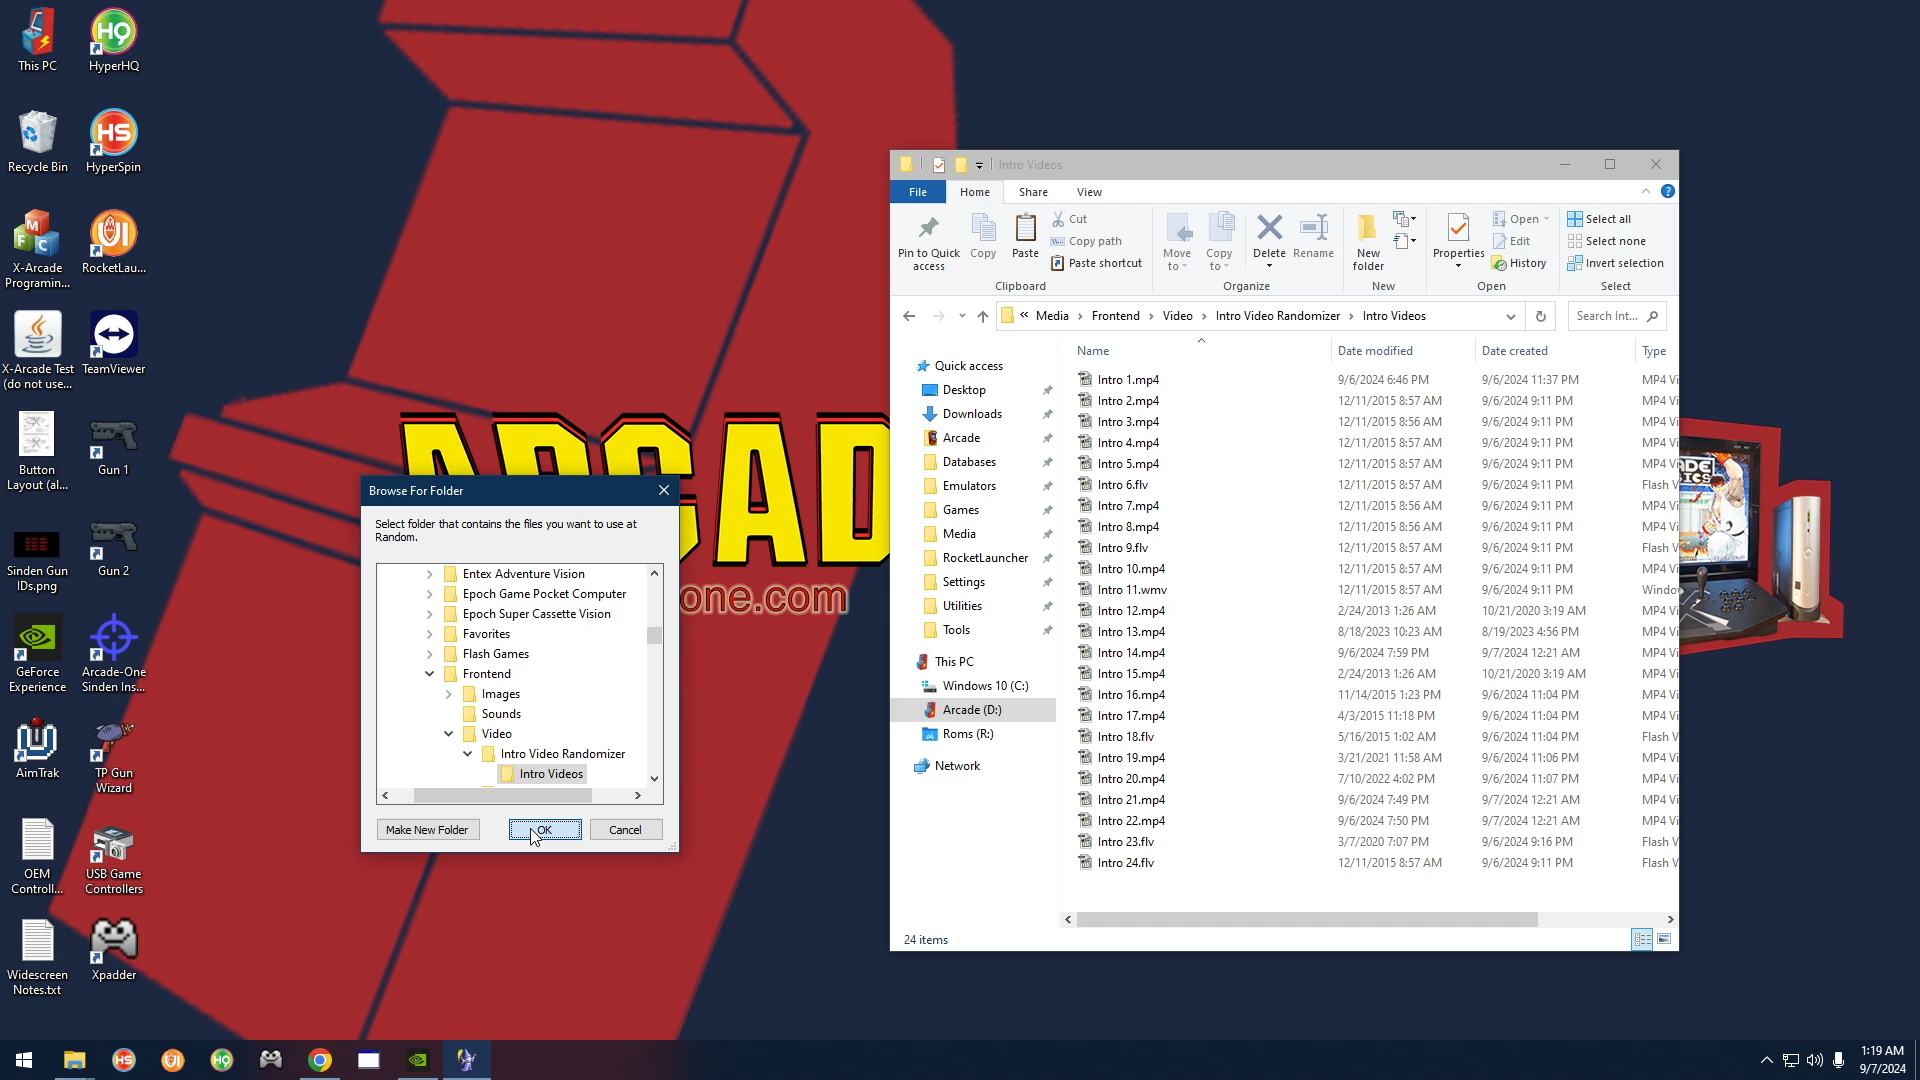 This PC
HyperHQ
Recycle Bin
HyperSpin
X-Arcade
Programin...
RocketLau...
X-Arcade Test
(do not use...
TeamViewer
Button
Layout (al...
Gun 1
Sinden Gun
IDs.png
Gun 2
GeForce
Experience
Arcade-One
Sinden Ins...
AimTrak
TP Gun
Wizard
OEM
Controll...
USB Game
Controllers
Widescreen
Notes.txt
Xpadder
ARCAD
one.com
Browse For Folder
Select folder that contains the files you want to use at
Random.
Entex Adventure Vision
Epoch Game Pocket Computer
Epoch Super Cassette Vision
Favorites
Flash Games
Frontend
Images
Sounds
Video
Intro Video Randomizer
Intro Videos
Make New Folder
OK
Cancel
Intro Videos
File
Home
Share
View
Pin to Quick
access
Copy
Paste
Cut
Copy path
Paste shortcut
Clipboard
Move
to
Copy
to
Delete
Rename
Organize
New
folder
New
Properties
Open
Edit
History
Open
Select all
Select none
Invert selection
Select
« Media › Frontend › Video › Intro Video Randomizer › Intro Videos
Search Int...
Quick access
Desktop
Downloads
Arcade
Databases
Emulators
Games
Media
RocketLauncher
Settings
Utilities
Tools
This PC
Windows 10 (C:)
Arcade (D:)
Roms (R:)
Network
Name Date modified Date created Type
Intro 1.mp4 9/6/2024 6:46 PM 9/6/2024 11:37 PM MP4 Vi
Intro 2.mp4 12/11/2015 8:57 AM 9/6/2024 9:11 PM MP4 Vi
Intro 3.mp4 12/11/2015 8:56 AM 9/6/2024 9:11 PM MP4 Vi
Intro 4.mp4 12/11/2015 8:57 AM 9/6/2024 9:11 PM MP4 Vi
Intro 5.mp4 12/11/2015 8:57 AM 9/6/2024 9:11 PM MP4 Vi
Intro 6.flv 12/11/2015 8:57 AM 9/6/2024 9:11 PM Flash V
Intro 7.mp4 12/11/2015 8:56 AM 9/6/2024 9:11 PM MP4 Vi
Intro 8.mp4 12/11/2015 8:56 AM 9/6/2024 9:11 PM MP4 Vi
Intro 9.flv 12/11/2015 8:57 AM 9/6/2024 9:11 PM Flash V
Intro 10.mp4 12/11/2015 8:56 AM 9/6/2024 9:11 PM MP4 Vi
Intro 11.wmv 12/11/2015 8:57 AM 9/6/2024 9:11 PM Windo
Intro 12.mp4 2/24/2013 1:26 AM 10/21/2020 3:19 AM MP4 Vi
Intro 13.mp4 8/18/2023 10:23 AM 8/19/2023 4:56 PM MP4 Vi
Intro 14.mp4 9/6/2024 7:59 PM 9/7/2024 12:21 AM MP4 Vi
Intro 15.mp4 2/24/2013 1:26 AM 10/21/2020 3:19 AM MP4 Vi
Intro 16.mp4 11/14/2015 1:23 PM 9/6/2024 11:04 PM MP4 Vi
Intro 17.mp4 4/3/2015 11:18 PM 9/6/2024 11:04 PM MP4 Vi
Intro 18.flv 5/16/2015 1:02 AM 9/6/2024 11:04 PM Flash V
Intro 19.mp4 3/21/2021 11:58 AM 9/6/2024 11:06 PM MP4 Vi
Intro 20.mp4 7/10/2022 4:02 PM 9/6/2024 11:07 PM MP4 Vi
Intro 21.mp4 9/6/2024 7:49 PM 9/7/2024 12:21 AM MP4 Vi
Intro 22.mp4 9/6/2024 7:50 PM 9/7/2024 12:21 AM MP4 Vi
Intro 23.flv 3/7/2020 7:07 PM 9/6/2024 9:16 PM Flash V
Intro 24.flv 12/11/2015 8:57 AM 9/6/2024 9:11 PM Flash V
24 items
1:19 AM
9/7/2024